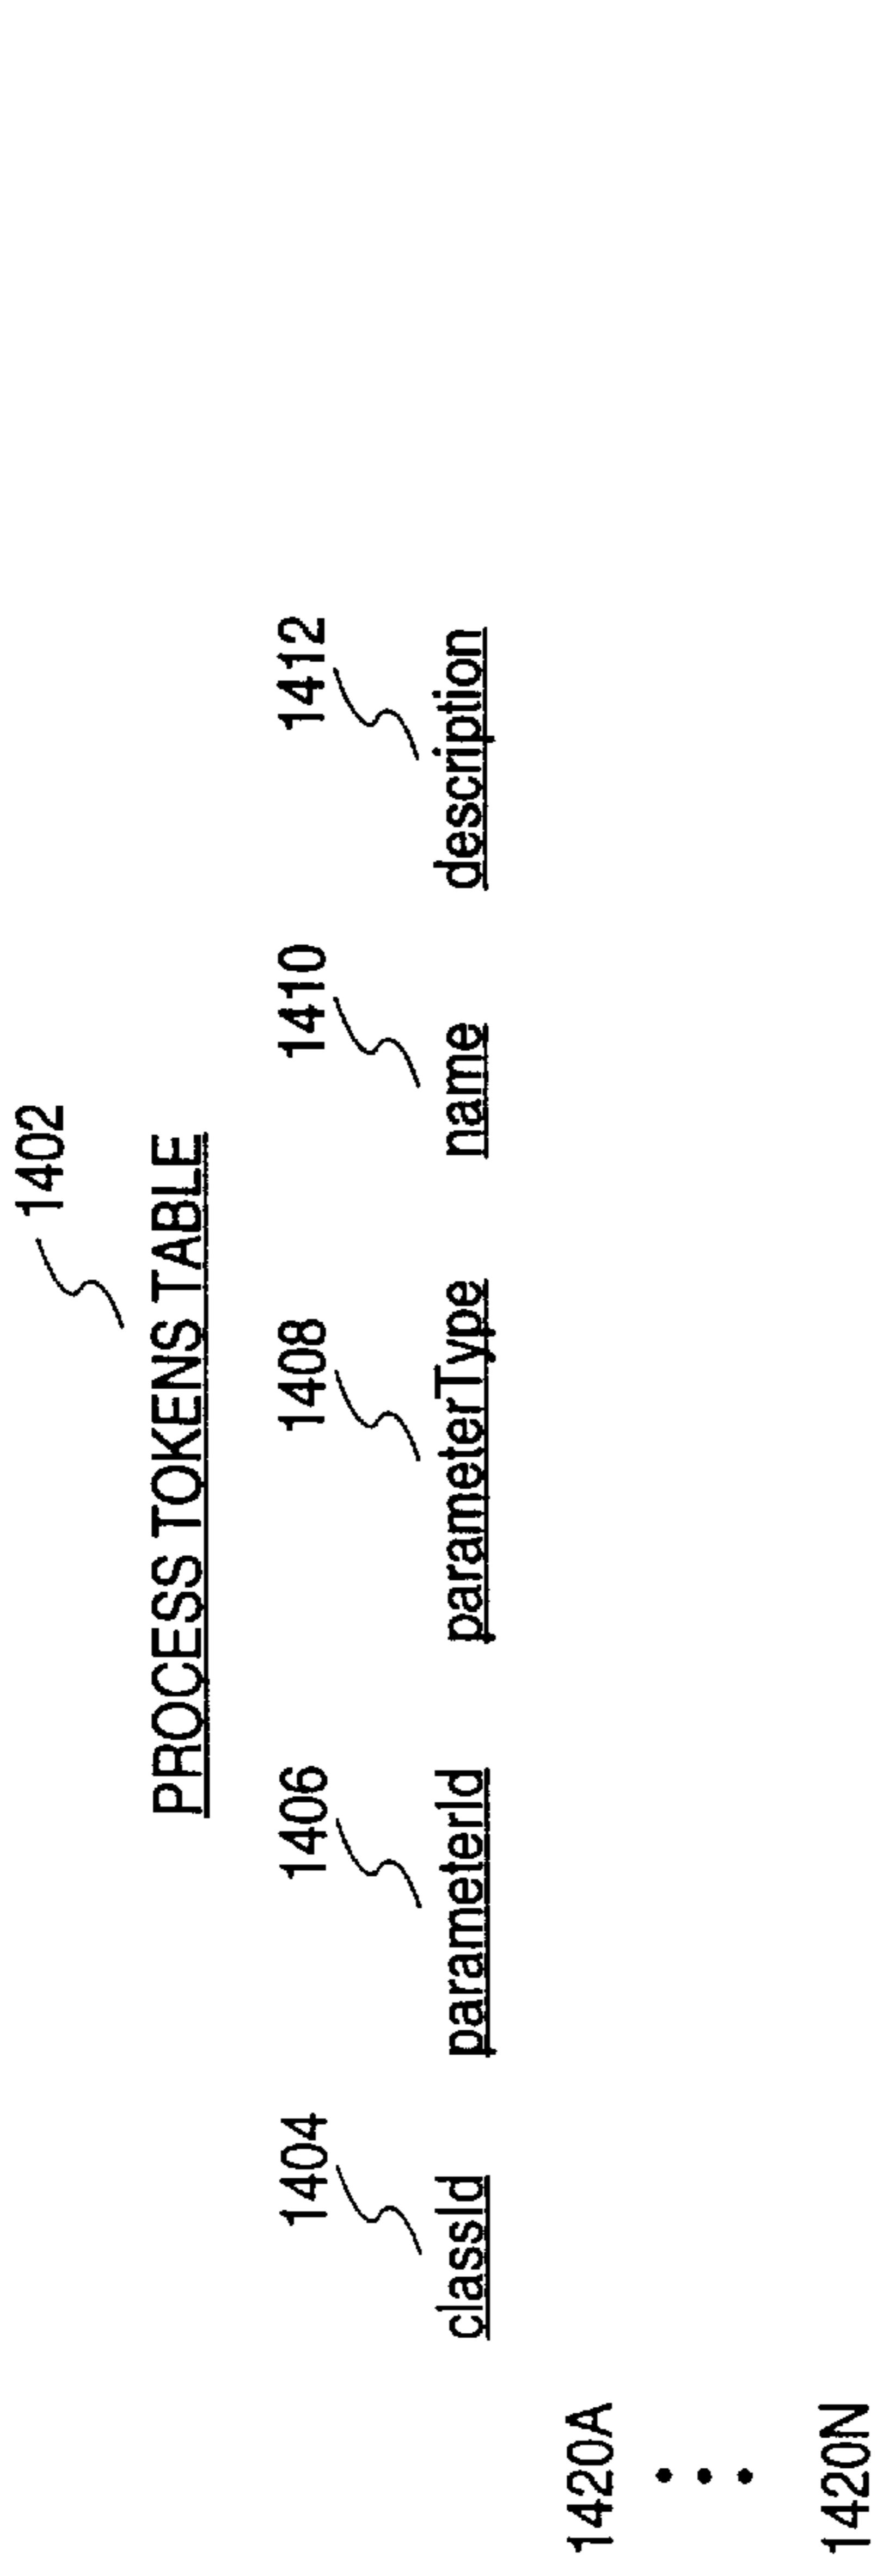 1402
PROCESS TOKENS TABLE
1404 1406 1408 1410 1412
classId parameterId parameterType name description
1420A
1420N